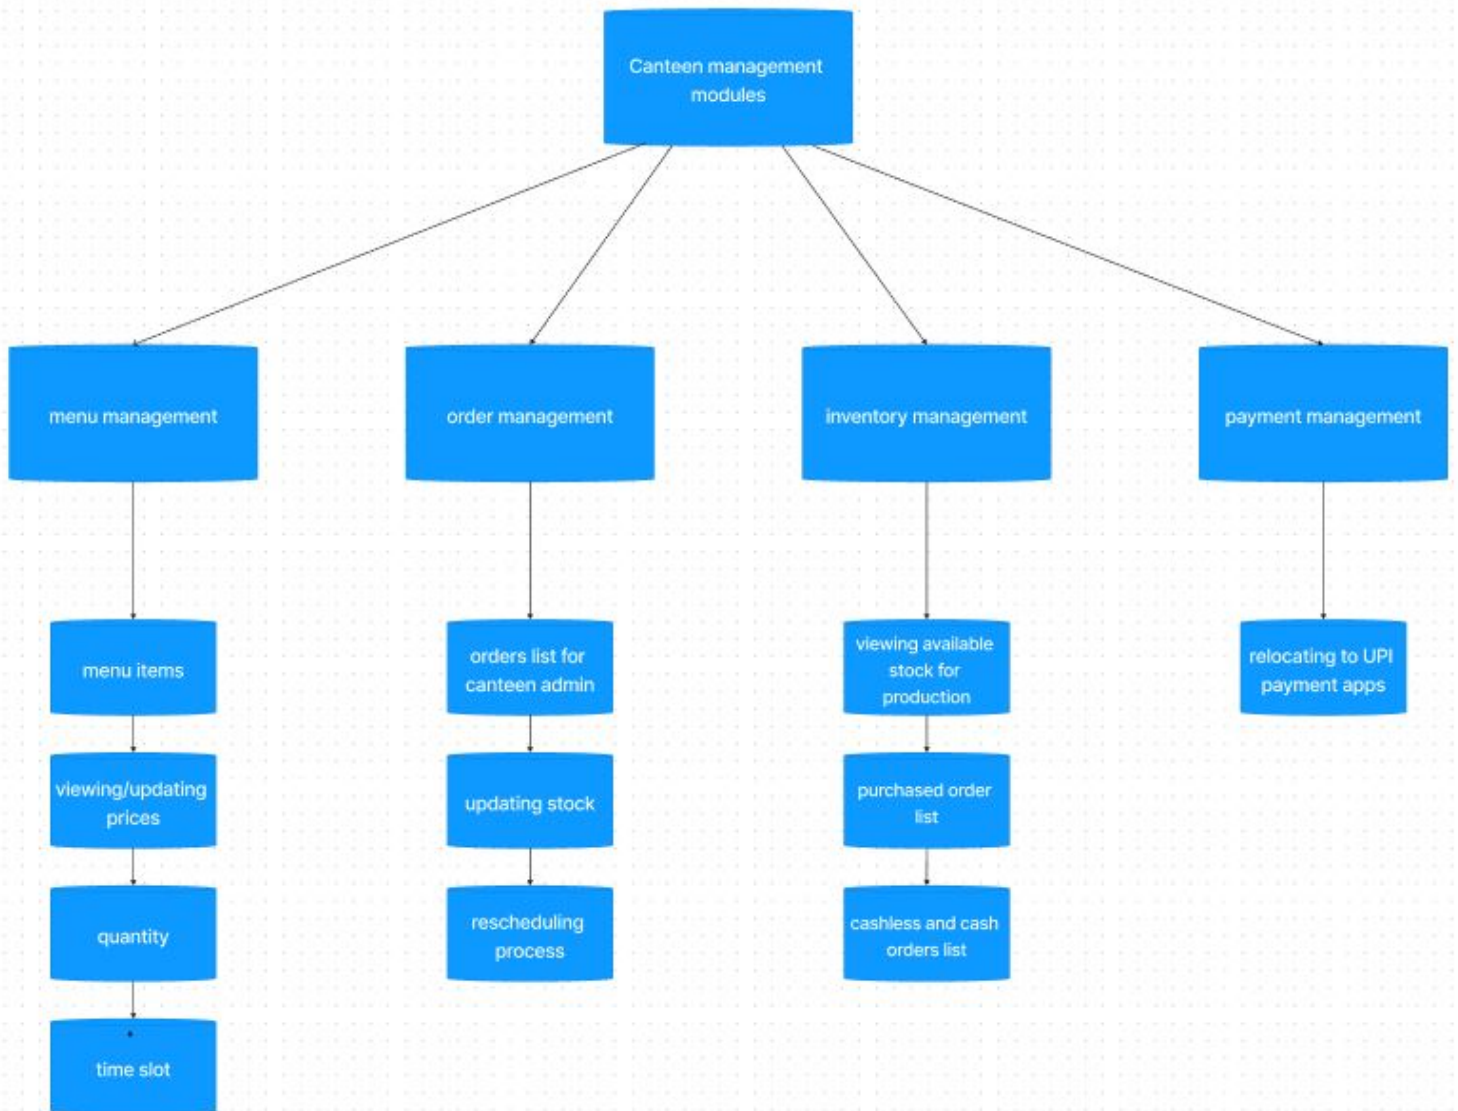 Canteen management
modules
menu management
order management
inventory management
payment management
menu items
viewing/updating
prices
quantity
time slot
orders list for
canteen admin
updating stock
rescheduling
process
viewing available
stock for
production
purchased order
list
cashless and cash
orders list
relocating to UPI
payment apps